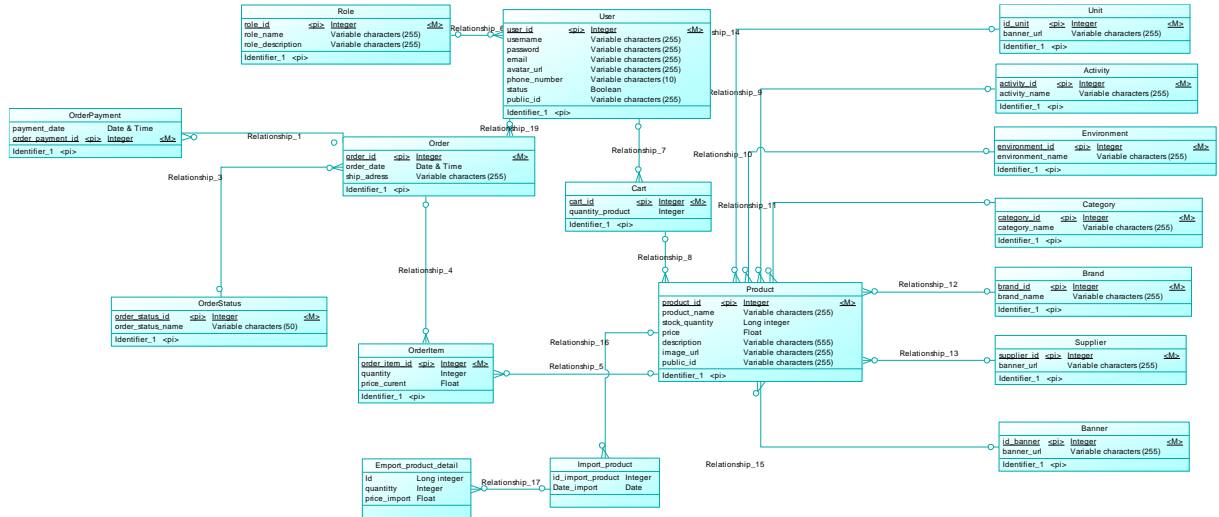 Role
role_id <pi> Integer <M>
role_name Variable characters (255)
role_description Variable characters (255)
Identifier_1 <pi>
Relationship_6
User
user_id <pi> Integer <M>
username Variable characters (255)
password Variable characters (255)
email Variable characters (255)
avatar_url Variable characters (255)
phone_number Variable characters (10)
status Boolean
public_id Variable characters (255)
Identifier_1 <pi>
ship_14
Unit
id_unit <pi> Integer <M>
banner_url Variable characters (255)
Identifier_1 <pi>
Relationship_9
Activity
activity_id <pi> Integer <M>
activity_name Variable characters (255)
Identifier_1 <pi>
OrderPayment
payment_date Date & Time
order_payment_id <pi> Integer <M>
Identifier_1 <pi>
Relationship_1
Relationship_19
Order
order_id <pi> Integer <M>
order_date Date & Time
ship_adress Variable characters (255)
Identifier_1 <pi>
Relationship_3
Relationship_7
Relationship_10
Environment
environment_id <pi> Integer <M>
environment_name Variable characters (255)
Identifier_1 <pi>
Cart
cart_id <pi> Integer <M>
quantity_product Integer
Identifier_1 <pi>
Relationship_11
Category
category_id <pi> Integer <M>
category_name Variable characters (255)
Identifier_1 <pi>
Relationship_4
Relationship_8
OrderStatus
order_status_id <pi> Integer <M>
order_status_name Variable characters (50)
Identifier_1 <pi>
Product
product_id <pi> Integer <M>
product_name Variable characters (255)
stock_quantity Long integer
price Float
description Variable characters (555)
image_url Variable characters (255)
public_id Variable characters (255)
Identifier_1 <pi>
Relationship_12
Brand
brand_id <pi> Integer <M>
brand_name Variable characters (255)
Identifier_1 <pi>
Relationship_16
Relationship_13
Supplier
supplier_id <pi> Integer <M>
banner_url Variable characters (255)
Identifier_1 <pi>
OrderItem
order_item_id <pi> Integer <M>
quantity Integer
price_curent Float
Identifier_1 <pi>
Relationship_5
Relationship_15
Banner
id_banner <pi> Integer <M>
banner_url Variable characters (255)
Identifier_1 <pi>
Emport_product_detail
Id Long integer
quantity Integer
price_import Float
Relationship_17
Import_product
id_import_product Integer
Date_import Date